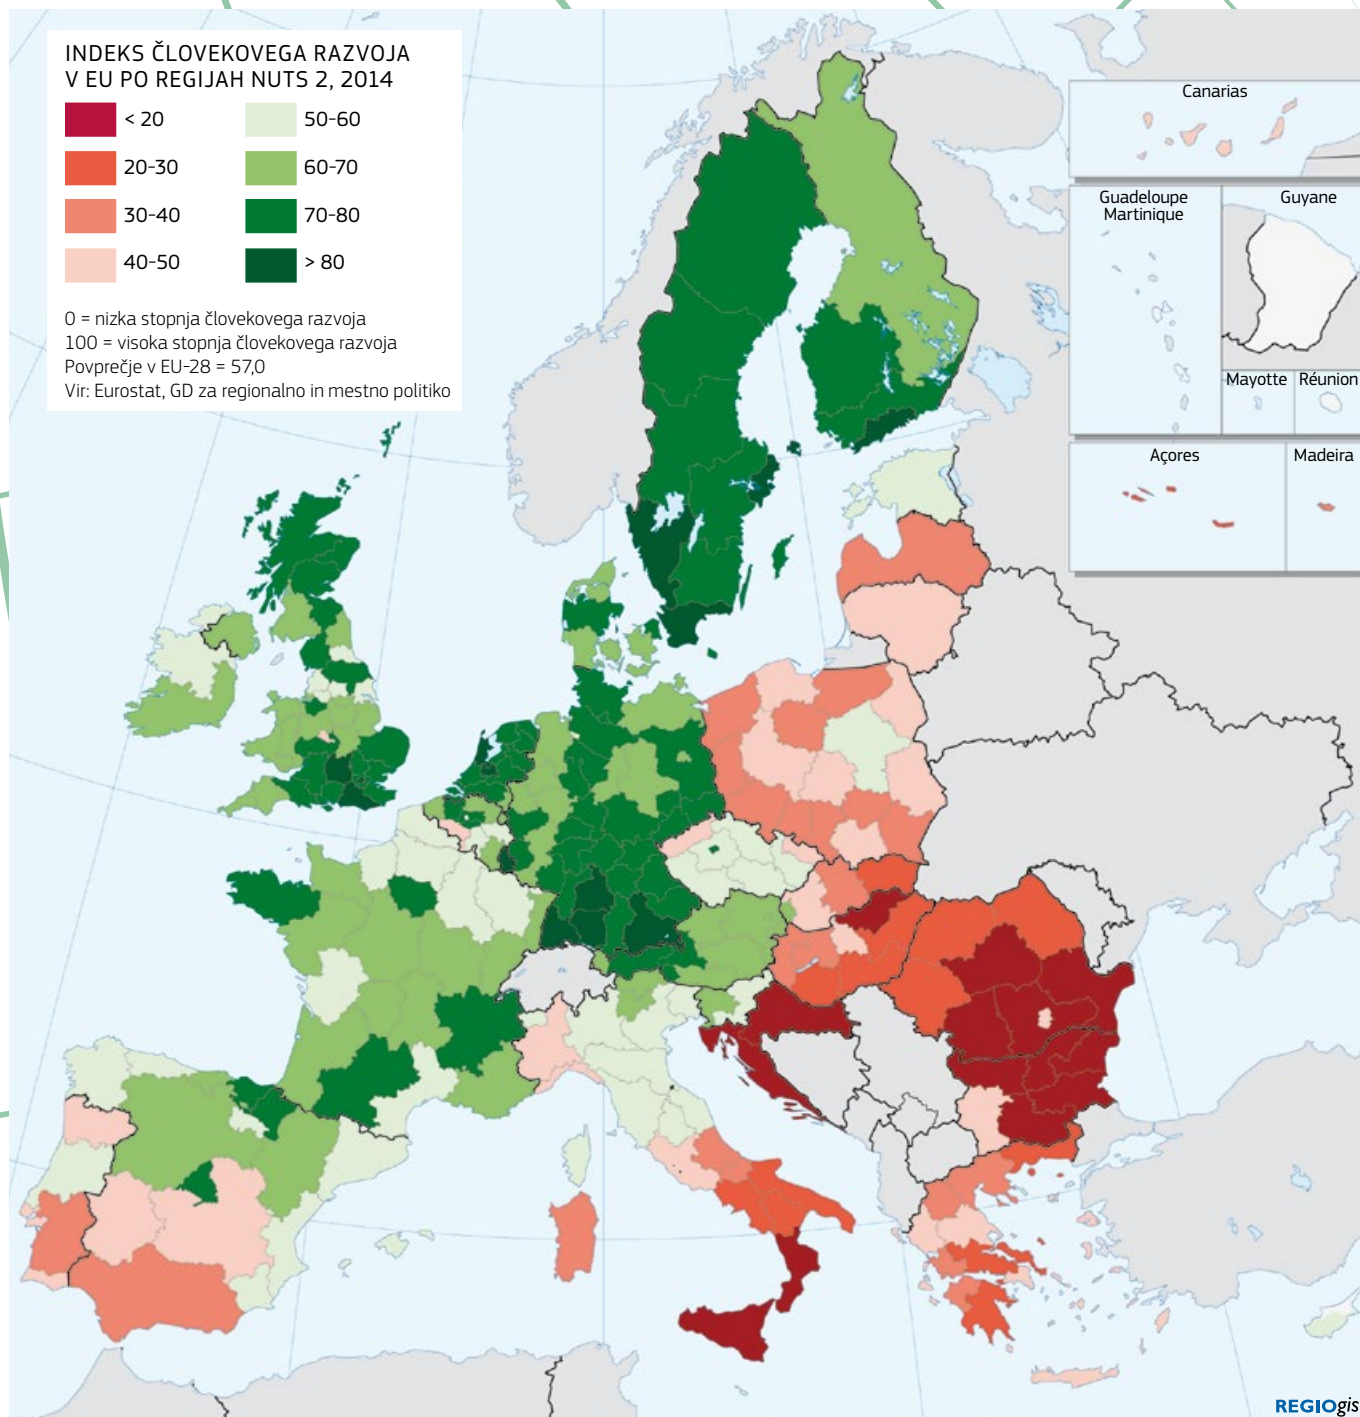 INDEKS ČLOVEKOVEGA RAZVOJA
V EU PO REGIJAH NUTS 2, 2014
< 20
20-30
30-40
40-50
50-60
60-70
70-80
> 80
0 = nizka stopnja človekovega razvoja
100 = visoka stopnja človekovega razvoja
Povprečje v EU-28 = 57,0
Vir: Eurostat, GD za regionalno in mestno politiko
Canarias
Guadeloupe
Martinique
Guyane
Mayotte
Réunion
Açores
Madeira
REGIOgis